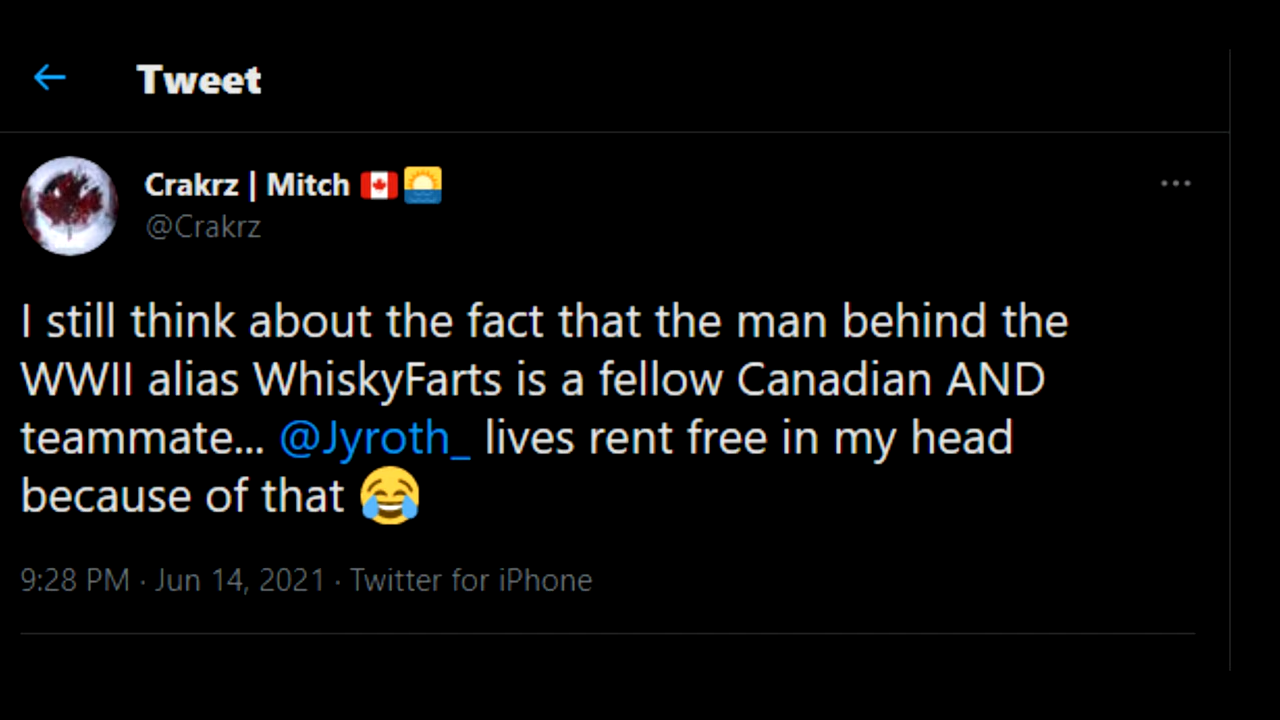 Tweet
Crakrz | Mitch 🇨🇦🌅
@Crakrz
I still think about the fact that the man behind the
WWII alias WhiskyFarts is a fellow Canadian AND
teammate... @Jyroth_ lives rent free in my head
because of that 😂
9:28 PM · Jun 14, 2021 · Twitter for iPhone